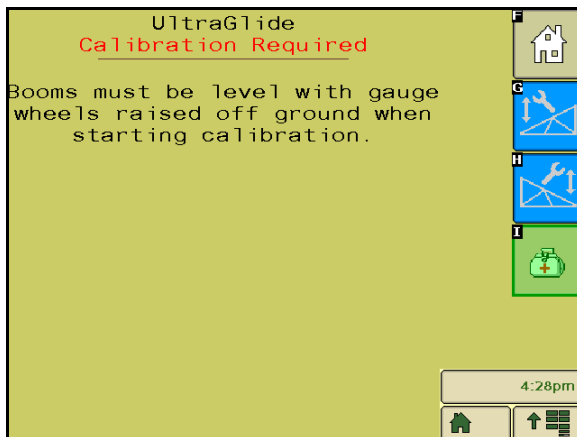 UltraGlide
Calibration Required
Booms must be level with gauge
wheels raised off ground when
starting calibration.
F
G
H
I
4:28pm